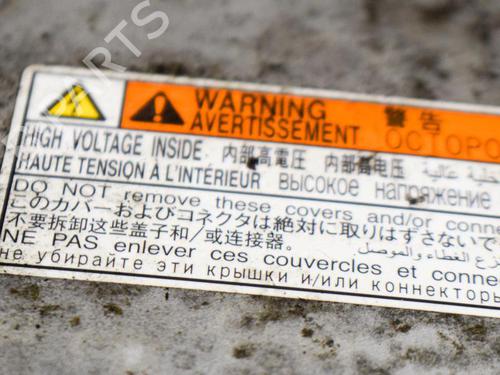 PARTS
WARNING 警告
AVERTISSEMENT ОСТОРО
HIGH VOLTAGE INSIDE 内部高電圧 内部高电压 عالية
HAUTE TENSION À L'INTÉRIEUR высокое напряжение
DO NOT remove these covers and/or conne
このカバーおよびコネクタは絶対に取りはずさないで
不要拆卸这些盖子和/或连接器.
NE PAS enlever ces couvercles et conne
не убирайте эти крышки и/или коннекторы